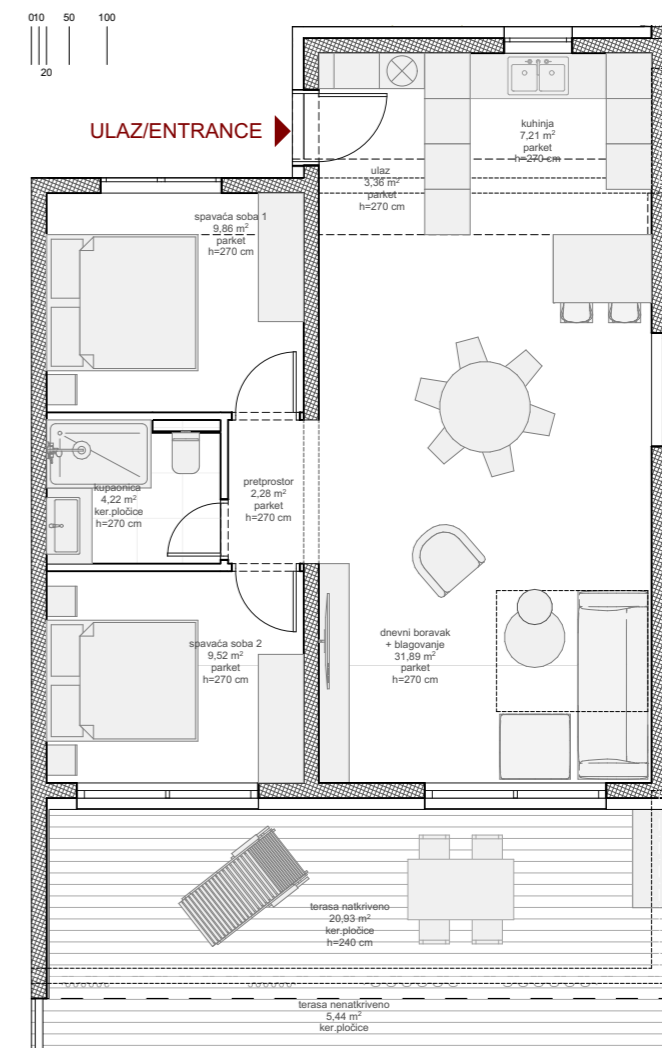 010 50 100
20
ULAZ/ENTRANCE
kuhinja
7,21 m²
parket
h=270 cm
ulaz
3,36 m²
parket
h=270 cm
spavaća soba 1
9,86 m²
parket
h=270 cm
kupaonica
4,22 m²
ker.pločice
h=270 cm
pretprostor
2,28 m²
parket
h=270 cm
spavaća soba 2
9,52 m²
parket
h=270 cm
dnevni boravak
+ blagovanje
31,89 m²
parket
h=270 cm
terasa natkriveno
20,93 m²
ker.pločice
h=240 cm
terasa nenatkriveno
5,44 m²
ker.pločice